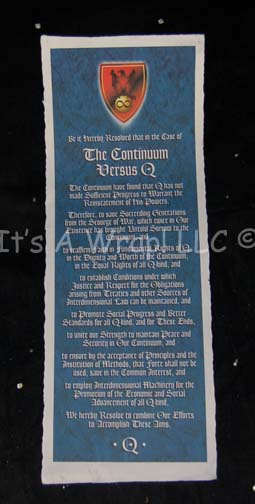 Be it Hereby Resolved that in the Case of
The Continuum
Versus Q
The Continuum have found that Q has not
made Sufficient Progress to Warrant the
Reinstatement of His Powers.
Therefore, to save Succeeding Generations
from the Scourge of War, which twice in Our
Existence has brought Untold Sorrow to the
Continuum, and
to reaffirm Faith in Fundamental Rights of Q,
in the Dignity and Worth of the Continuum,
in the Equal Rights of all Q kind, and
to establish Conditions under which
Justice and Respect for the Obligations
arising from Treaties and other Sources of
Interdimensional Law can be maintained, and
to Promote Social Progress and Better
Standards for all Q kind, and for These Ends,
to unite our Strength to maintain Peace and
Security in Our Continuum, and
to ensure by the acceptance of Principles and the
Institution of Methods, that Force shall not
be used, save in the Common Interest, and
to employ Interdimensional Machinery for the
Promotion of the Economic and Social
Advancement of all Q kind,
We hereby Resolve to combine Our Efforts
to Accomplish These Aims.
· Q ·
It's A Wrap! LLC ©